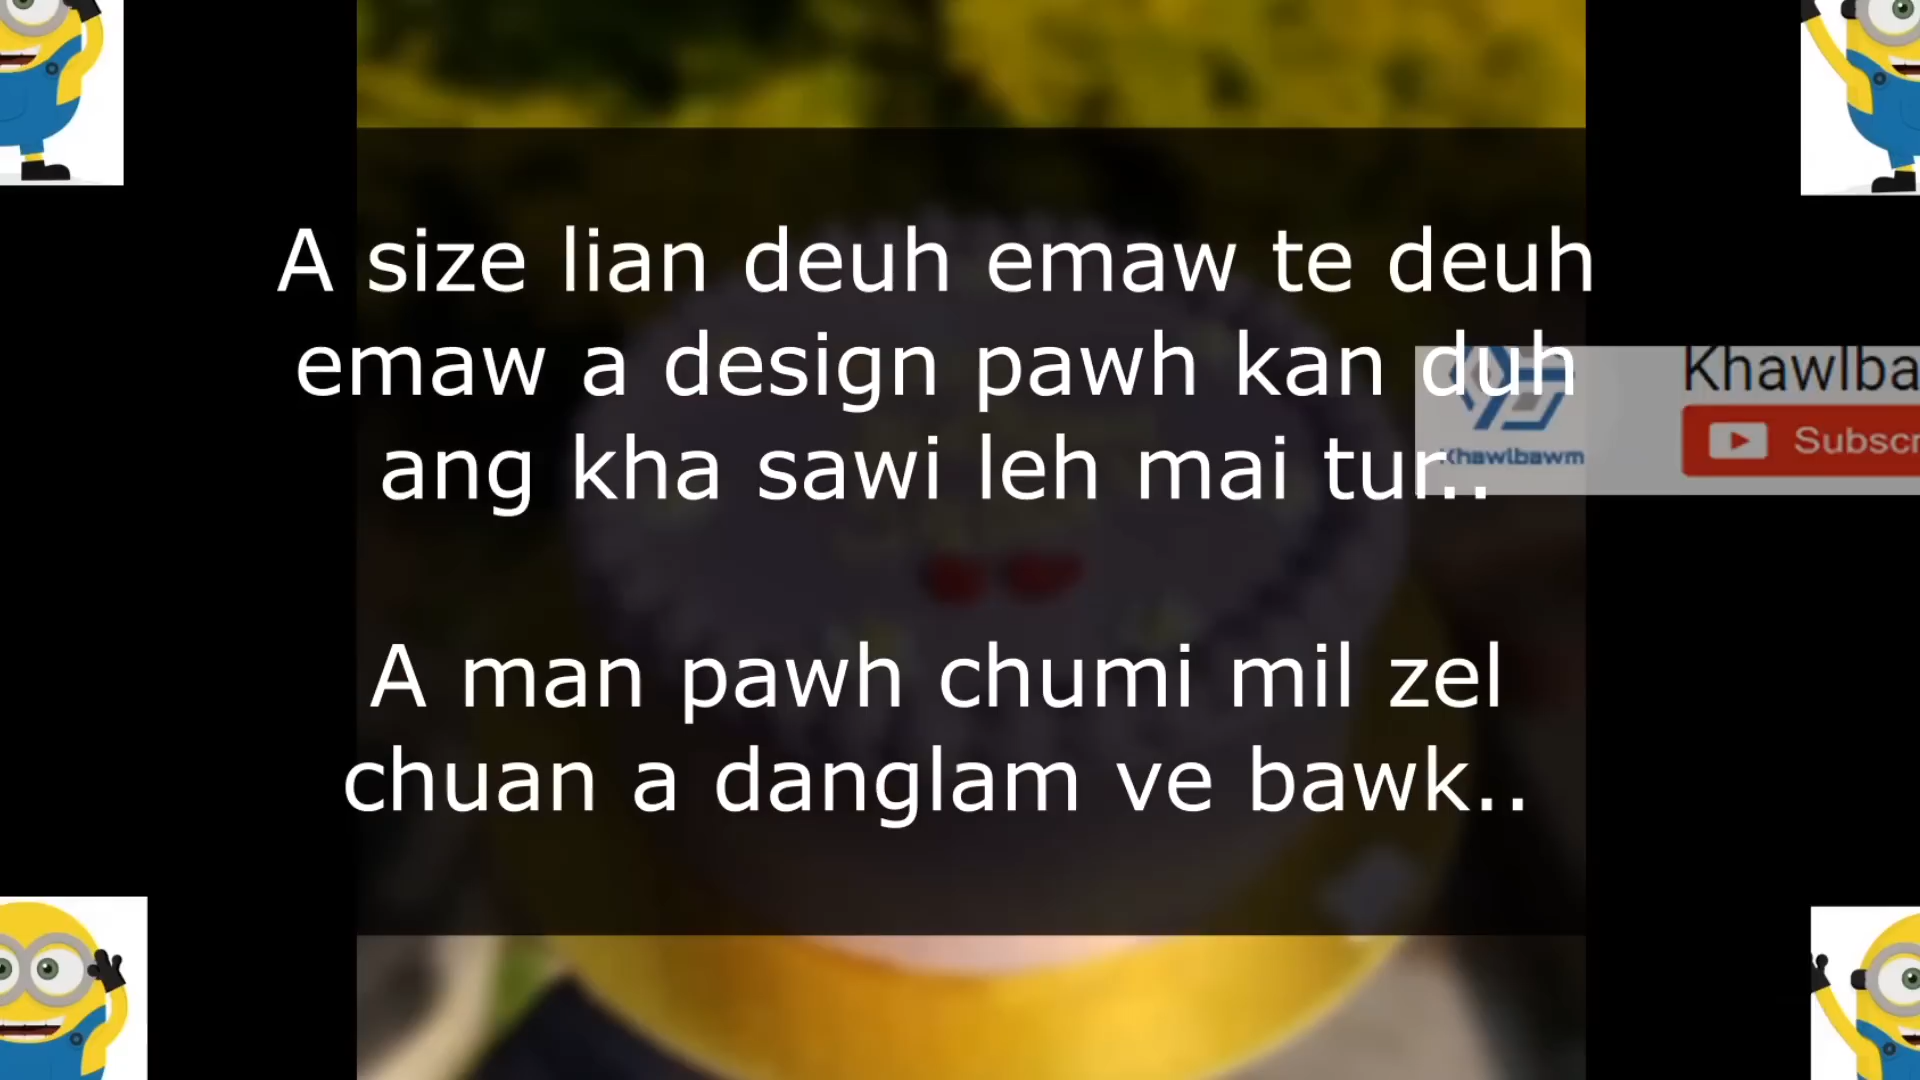 A size lian deuh emaw te deuh
emaw a design pawh kan duh
ang kha sawi leh mai tur..
A man pawh chumi mil zel
chuan a danglam ve bawk..
Khawlba
Subscr
Khawlbawm